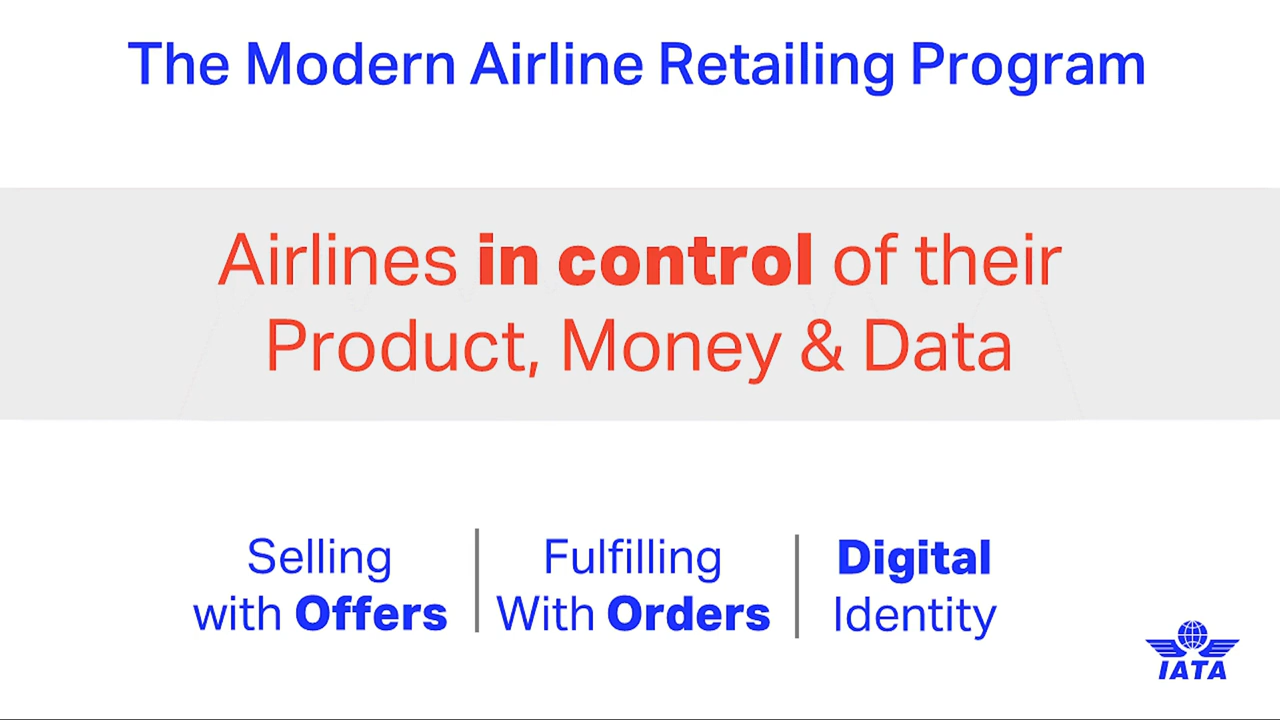 The Modern Airline Retailing Program
Airlines in control of their
Product, Money & Data
Selling
with Offers
Fulfilling
With Orders
Digital
Identity
IATA